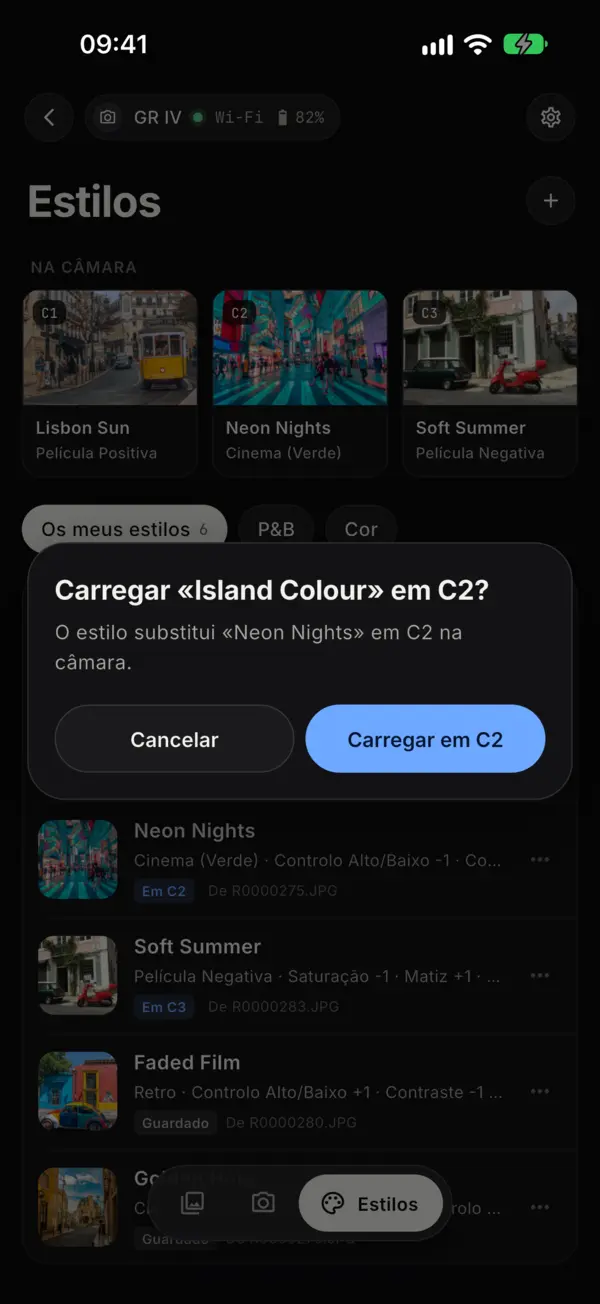 09:41
GR IV Wi-Fi 82%
Estilos
NA CÂMARA
C1
C2
C3
Lisbon Sun
Película Positiva
Neon Nights
Cinema (Verde)
Soft Summer
Película Negativa
Os meus estilos 6
P&B
Cor
Carregar «Island Colour» em C2?
O estilo substitui «Neon Nights» em C2 na
câmara.
Cancelar
Carregar em C2
Neon Nights
Cinema (Verde) · Controlo Alto/Baixo -1 · Co...
Em C2 De R0000275.JPG
Soft Summer
Película Negativa · Saturação -1 · Matiz +1 · ...
Em C3 De R0000283.JPG
Faded Film
Retro · Controlo Alto/Baixo +1 · Contraste -1 ...
Guardado De R0000280.JPG
Guardado
Estilos